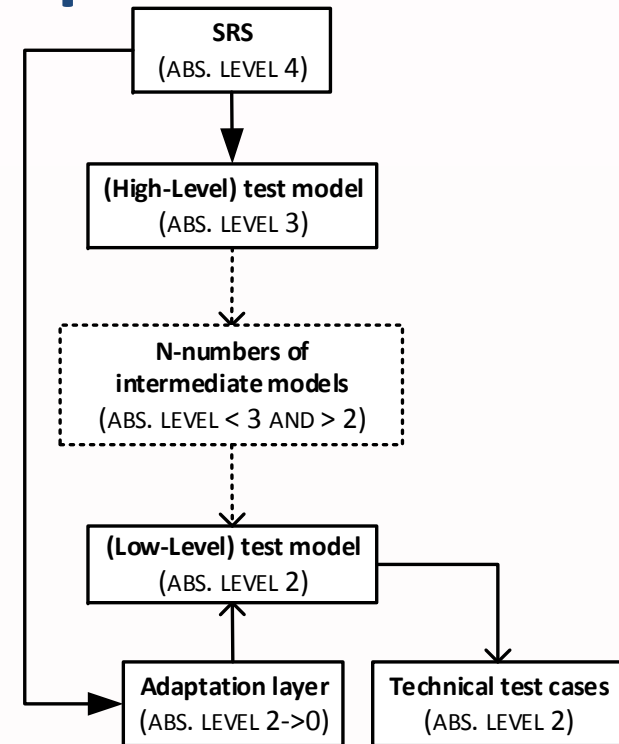 SRS
(ABS. LEVEL 4)
(High-Level) test model
(ABS. LEVEL 3)
N-numbers of
intermediate models
(ABS. LEVEL < 3 AND > 2)
(Low-Level) test model
(ABS. LEVEL 2)
Adaptation layer
(ABS. LEVEL 2->0)
Technical test cases
(ABS. LEVEL 2)